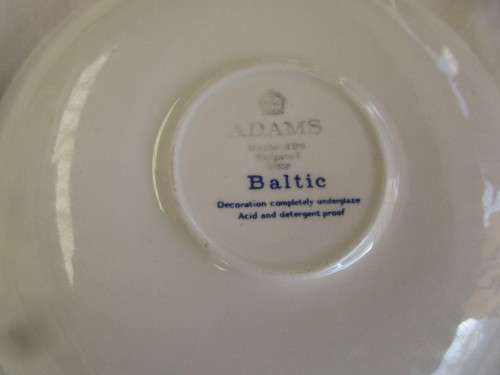 ADAMS
Baltic
Decoration completely underglaze
Acid and detergent proof